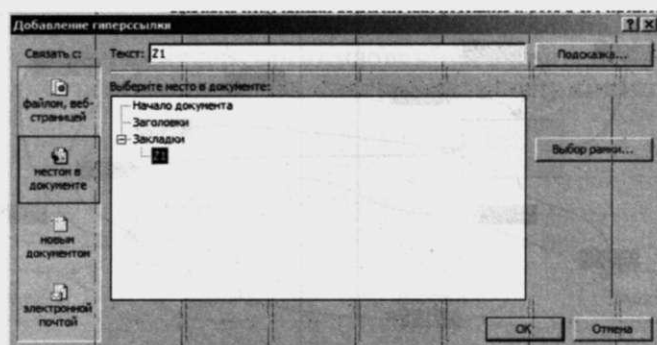 Добавление гиперссылки
Связать с:
Текст: Z1
Подсказка...
Выберите место в документе:
файлом, веб-
страницей
Начало документа
Заголовки
Закладки
Z1
местом в
документе
Выбор рамки...
новым
документом
электронной
почтой
OK
Отмена